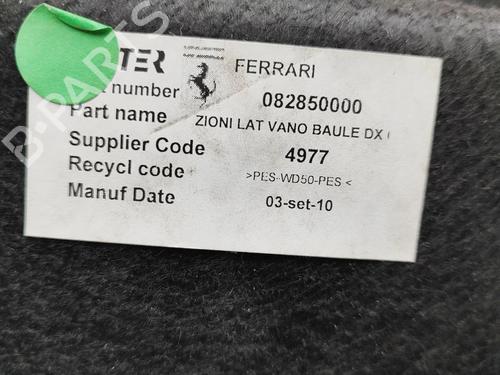 TER FERRARI
number 082850000
Part name ZIONI LAT VANO BAULE DX
Supplier Code 4977
Recycl code >PES-WD50-PES<
Manuf Date 03-set-10
B-PARTS